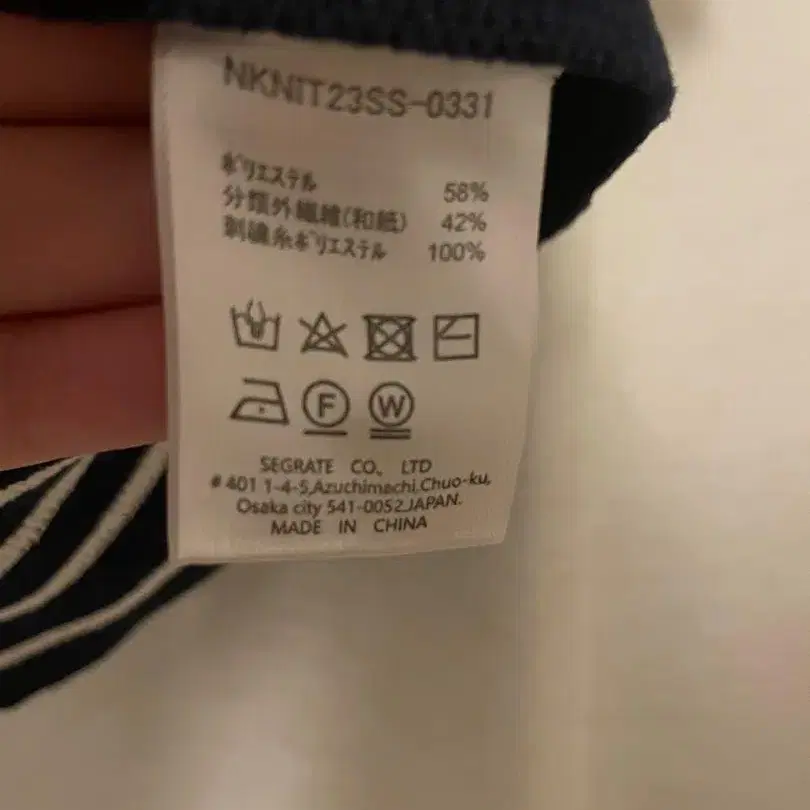 NKNIT23SS-0331
ポリエステル 58%
分類外繊維(和紙) 42%
刺繍糸ポリエステル 100%
F W
SEGRATE CO, LTD
#401 1-4-5,Azuchimachi,Chuo-ku,
Osaka city 541-0052JAPAN.
MADE IN CHINA